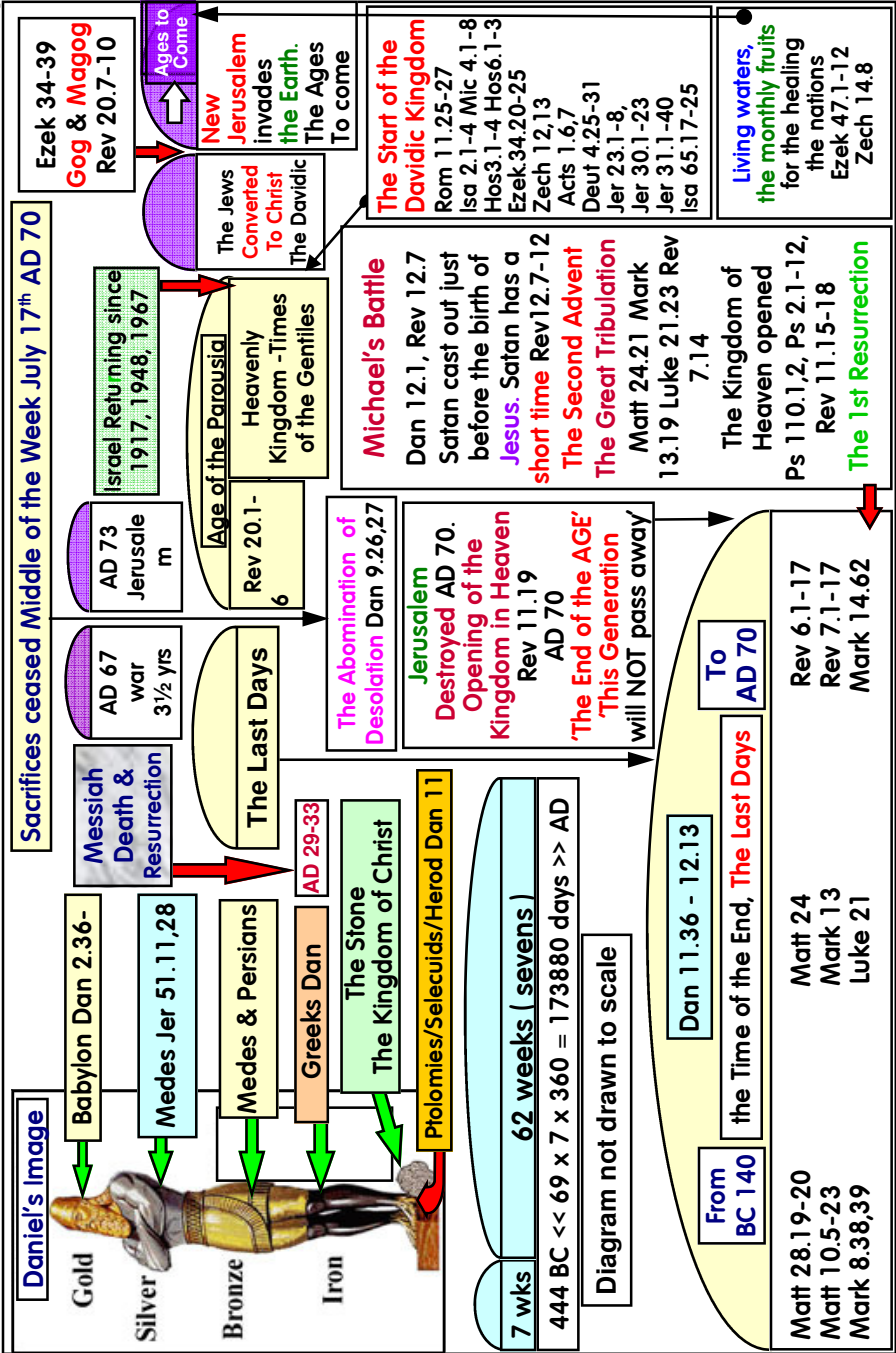 Daniel's Image
Gold
Silver
Bronze
Iron
Babylon Dan 2.36-
Medes Jer 51.11,28
Medes & Persians
Greeks Dan
The Stone
The Kingdom of Christ
Ptolomies/Selecuids/Herod Dan 11
Messiah
Death &
Resurrection
AD 29-33
Sacrifices ceased Middle of the Week July 17th AD 70
AD 67
war
3½ yrs
AD 73
Jerusale
m
The Last Days
Israel Returning since
1917, 1948, 1967
Age of the Parousia
Rev 20.1-
6
Heavenly
Kingdom -Times
of the Gentiles
Ezek 34-39
Gog & Magog
Rev 20.7-10
The Jews
Converted
To Christ
The Davidic
Ages to
Come
New
Jerusalem
invades
the Earth.
The Ages
To come
7 wks
62 weeks ( sevens )
444 BC << 69 x 7 x 360 = 173880 days >> AD
Diagram not drawn to scale
The Abomination of
Desolation Dan 9.26,27
Jerusalem
Destroyed AD 70.
Opening of the
Kingdom in Heaven
Rev 11.19
AD 70
'The End of the AGE'
'This Generation
will NOT pass away'
Michael's Battle
Dan 12.1, Rev 12.7
Satan cast out just
before the birth of
Jesus. Satan has a
short time Rev12.7-12
The Second Advent
The Great Tribulation
Matt 24.21 Mark
13.19 Luke 21.23 Rev
7.14
The Kingdom of
Heaven opened
Ps 110.1,2, Ps 2.1-12,
Rev 11.15-18
The 1st Resurrection
The Start of the
Davidic Kingdom
Rom 11.25-27
Isa 2.1-4 Mic 4.1-8
Hos3.1-4 Hos6.1-3
Ezek.34.20-25
Zech 12,13
Acts 1.6,7
Deut 4.25-31
Jer 23.1-8,
Jer 30.1-23
Jer 31.1-40
Isa 65.17-25
Living waters,
the monthly fruits
for the healing
the nations
Ezek 47.1-12
Zech 14.8
Dan 11.36 - 12.13
From
BC 140
the Time of the End, The Last Days
To
AD 70
Matt 28.19-20
Matt 10.5-23
Mark 8.38,39
Matt 24
Mark 13
Luke 21
Rev 6.1-17
Rev 7.1-17
Mark 14.62